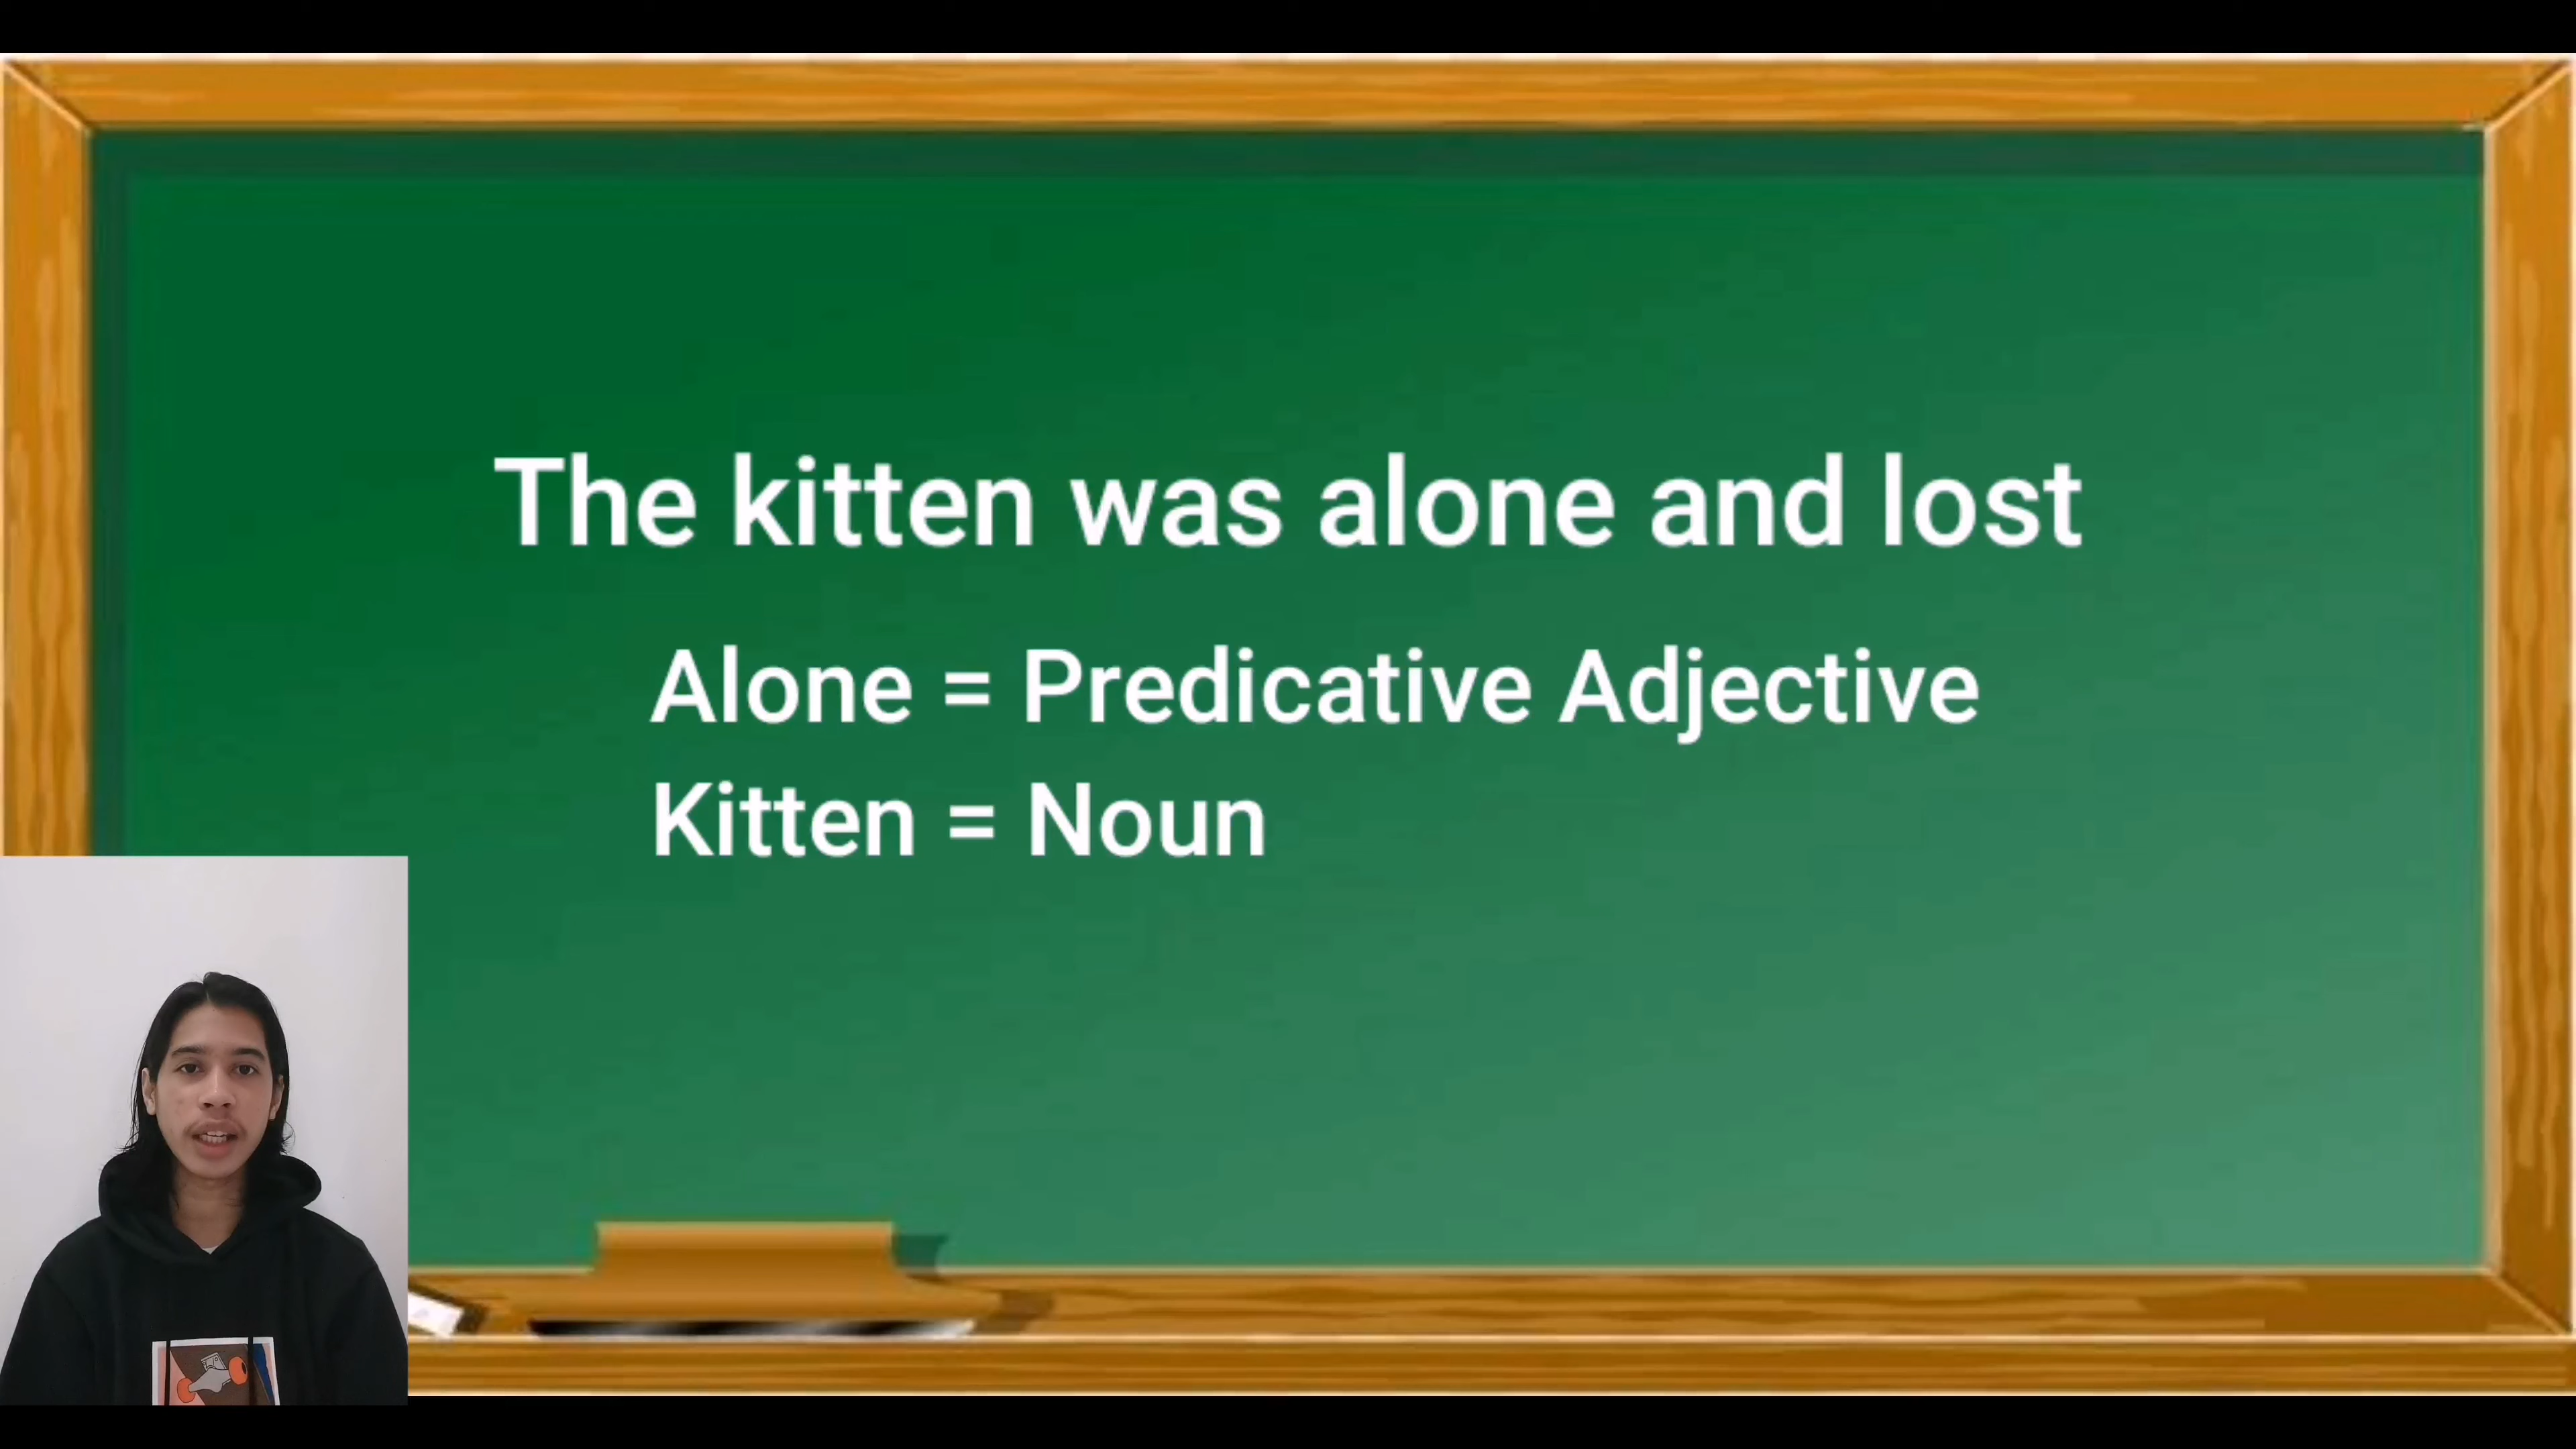 The kitten was alone and lost
Alone = Predicative Adjective
Kitten = Noun